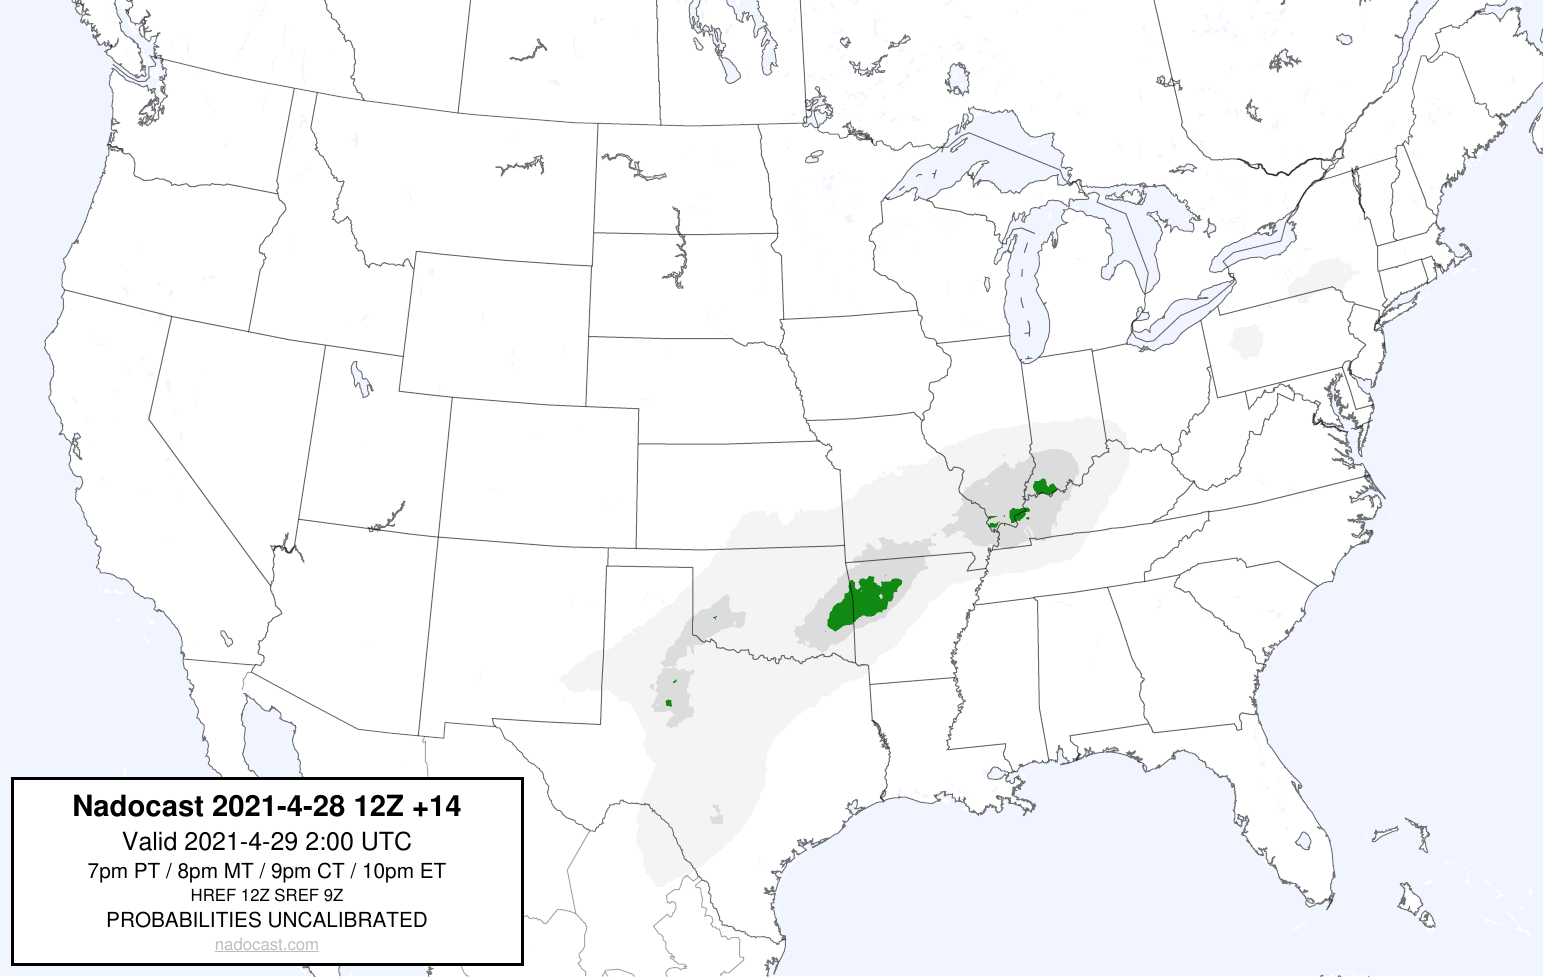 Nadocast 2021-4-28 12Z +14
Valid 2021-4-29 2:00 UTC
7pm PT / 8pm MT / 9pm CT / 10pm ET
HREF 12Z SREF 9Z
PROBABILITIES UNCALIBRATED
nadocast.com